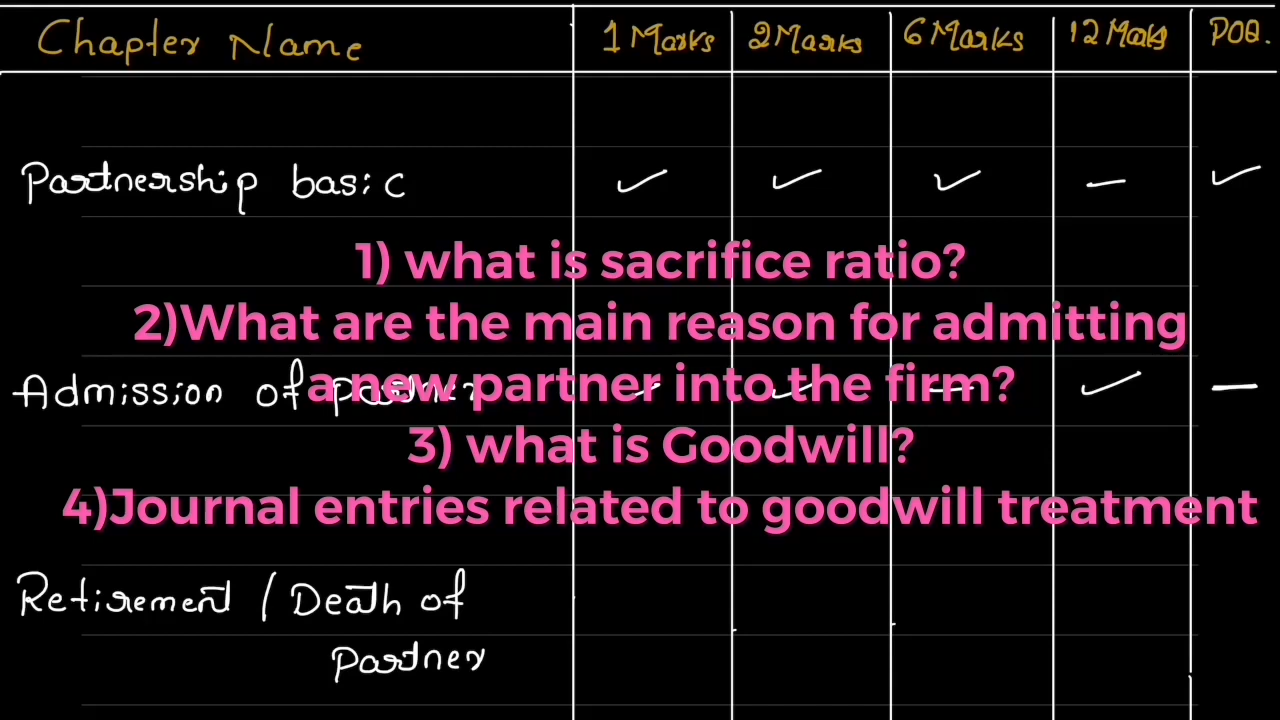 Chapter Name 1 Marks 2 Marks 6 Marks 12 Marks POQ.
Partnership basic ✓ ✓ ✓ – ✓
1) what is sacrifice ratio?
2)What are the main reason for admitting
Admission of partner ✓ ✓ – ✓ –
a new partner into the firm?
3) what is Goodwill?
4)Journal entries related to goodwill treatment
Retirement / Death of
Partner